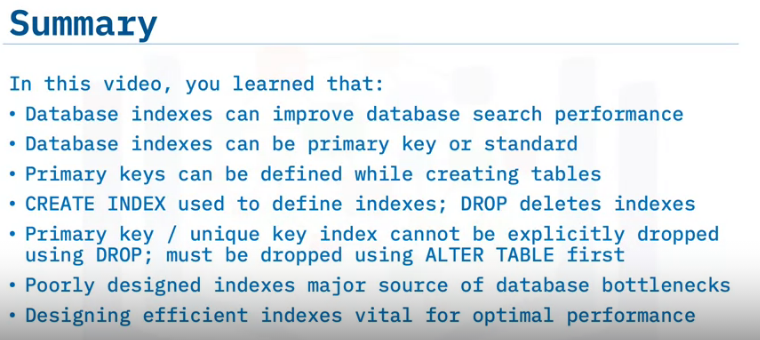 Summary
In this video, you learned that:
• Database indexes can improve database search performance
• Database indexes can be primary key or standard
• Primary keys can be defined while creating tables
• CREATE INDEX used to define indexes; DROP deletes indexes
• Primary key / unique key index cannot be explicitly dropped
using DROP; must be dropped using ALTER TABLE first
• Poorly designed indexes major source of database bottlenecks
• Designing efficient indexes vital for optimal performance